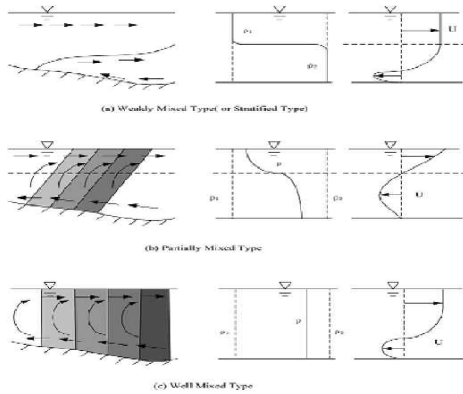 ρ₁
ρ₂
U
(a) Weakly Mixed Type( or Stratified Type)
ρ₁
ρ
ρ₂
U
(b) Partially Mixed Type
ρ₁
ρ
ρ₂
U
(c) Well Mixed Type